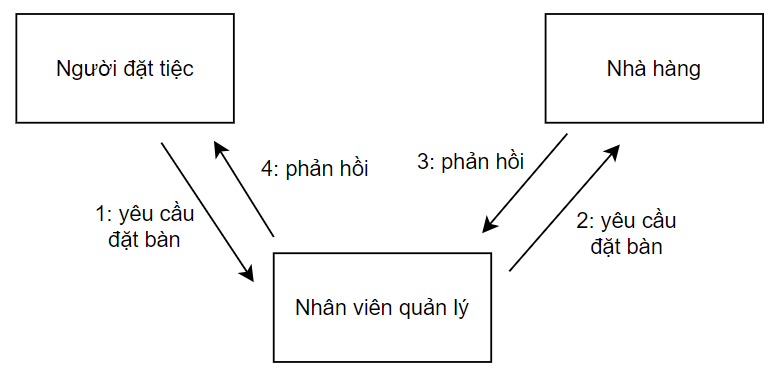 Người đặt tiệc
Nhà hàng
4: phản hồi
3: phản hồi
1: yêu cầu
đặt bàn
2: yêu cầu
đặt bàn
Nhân viên quản lý